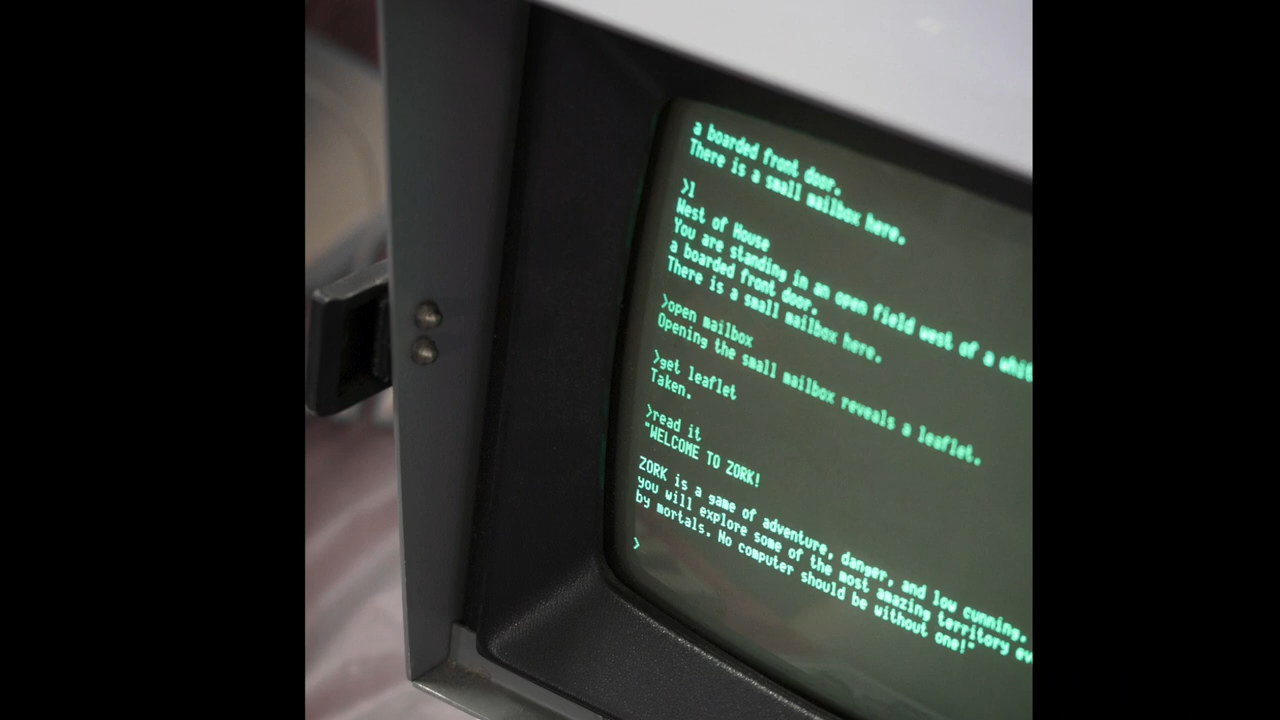 a boarded front door.
There is a small mailbox here.
>l
West of House
You are standing in an open field west of a whit
a boarded front door.
There is a small mailbox here.
>open mailbox
Opening the small mailbox reveals a leaflet.
>get leaflet
Taken.
>read it
"WELCOME TO ZORK!
ZORK is a game of adventure, danger, and low cunning.
you will explore some of the most amazing territory ev
by mortals. No computer should be without one!"
>